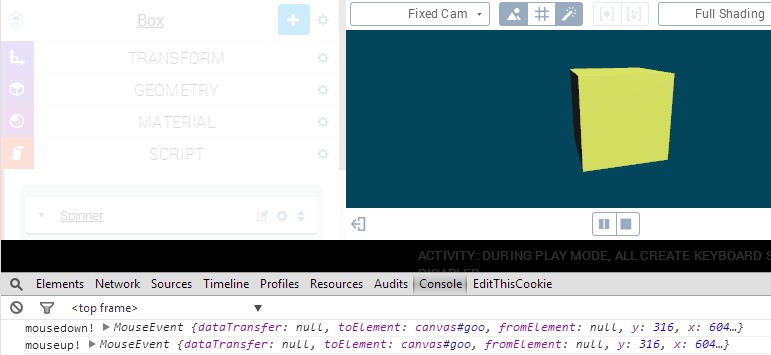 Box
Fixed Cam
Full Shading
TRANSFORM
GEOMETRY
MATERIAL
SCRIPT
Spinner
ACTIVITY: DURING PLAY MODE, ALL CREATE KEYBOARD
Elements Network Sources Timeline Profiles Resources Audits Console EditThisCookie
<top frame>
mousedown! MouseEvent {dataTransfer: null, toElement: canvas#goo, fromElement: null, y: 316, x: 604…}
mouseup! MouseEvent {dataTransfer: null, toElement: canvas#goo, fromElement: null, y: 316, x: 604…}